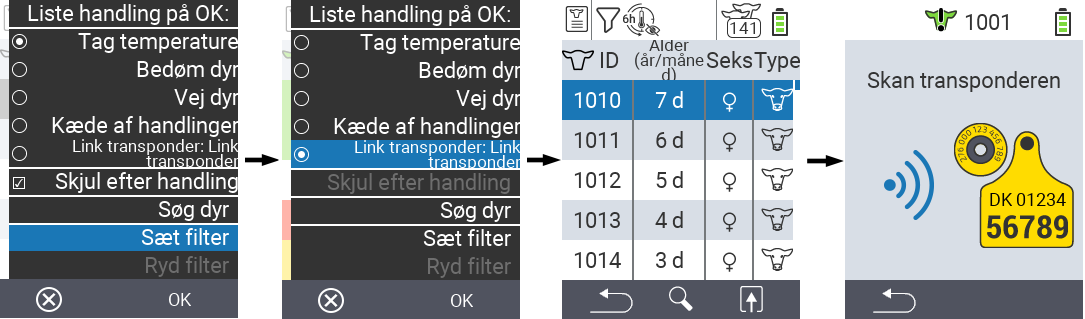 Liste handling på OK:
Tag temperature
Bedøm dyr
Vej dyr
Kæde af handlinger
Link transponder: Link
transponder
Skjul efter handling
Søg dyr
Sæt filter
Ryd filter
OK
Liste handling på OK:
Tag temperature
Bedøm dyr
Vej dyr
Kæde af handlinger
Link transponder: Link
transponder
Skjul efter handling
Søg dyr
Sæt filter
Ryd filter
OK
6h
141
ID
Alder
(år/måne
d)
Seks
Type
1010 7 d
1011 6 d
1012 5 d
1013 4 d
1014 3 d
1001
Skan transponderen
276 000 123 456 789
DK 01234
56789